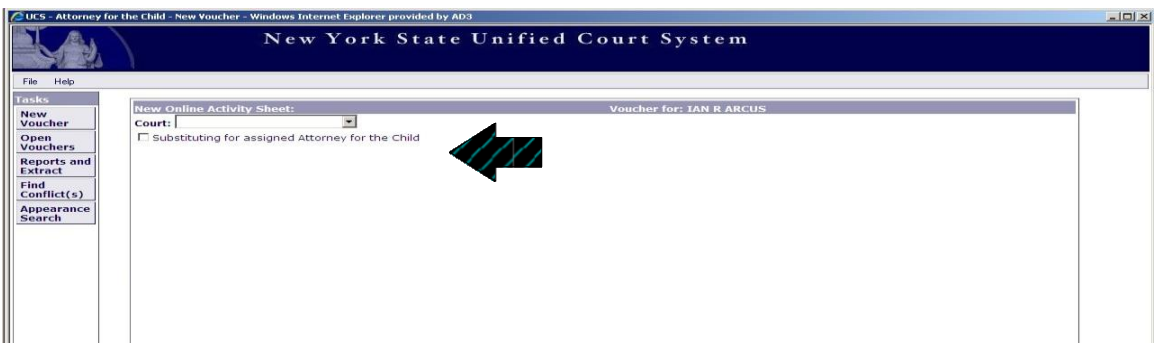 UCS - Attorney for the Child - New Voucher - Windows Internet Explorer provided by AD3
New York State Unified Court System
File Help
Tasks
New
Voucher
Open
Vouchers
Reports and
Extract
Find
Conflict(s)
Appearance
Search
New Online Activity Sheet: Voucher for: IAN R ARCUS
Court:
Substituting for assigned Attorney for the Child